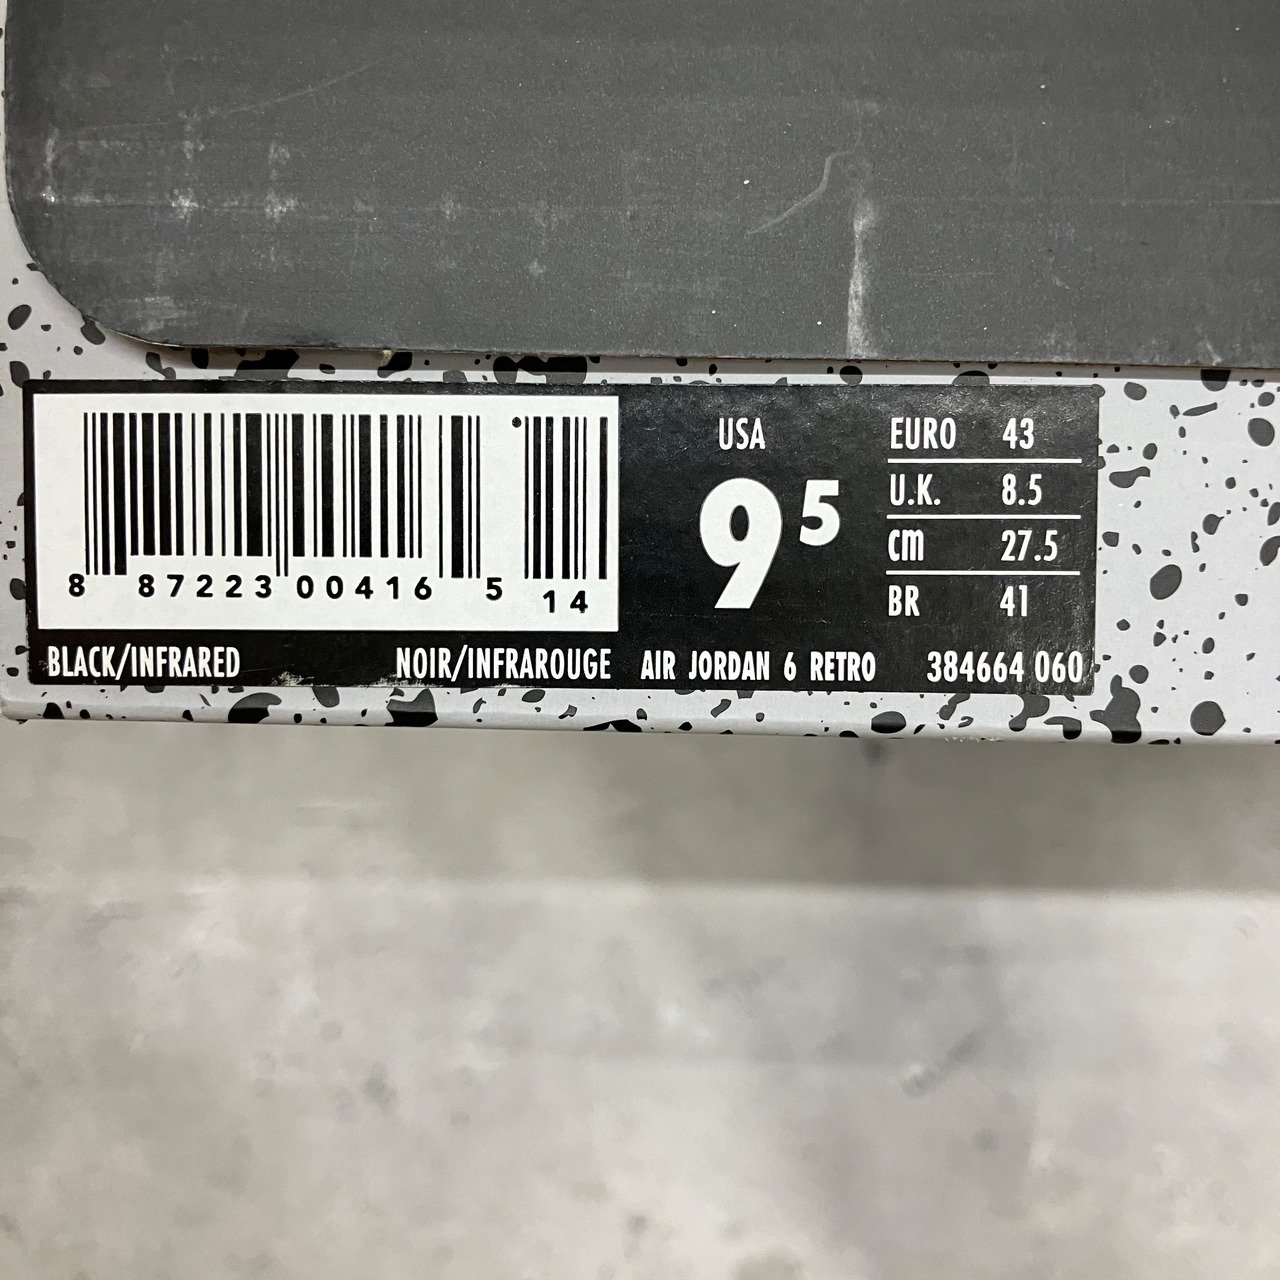 USA
9 5
EURO 43
U.K. 8.5
cm 27.5
BR 41
8 87223 00416 5 14
BLACK/INFRARED NOIR/INFRAROUGE AIR JORDAN 6 RETRO 384664 060